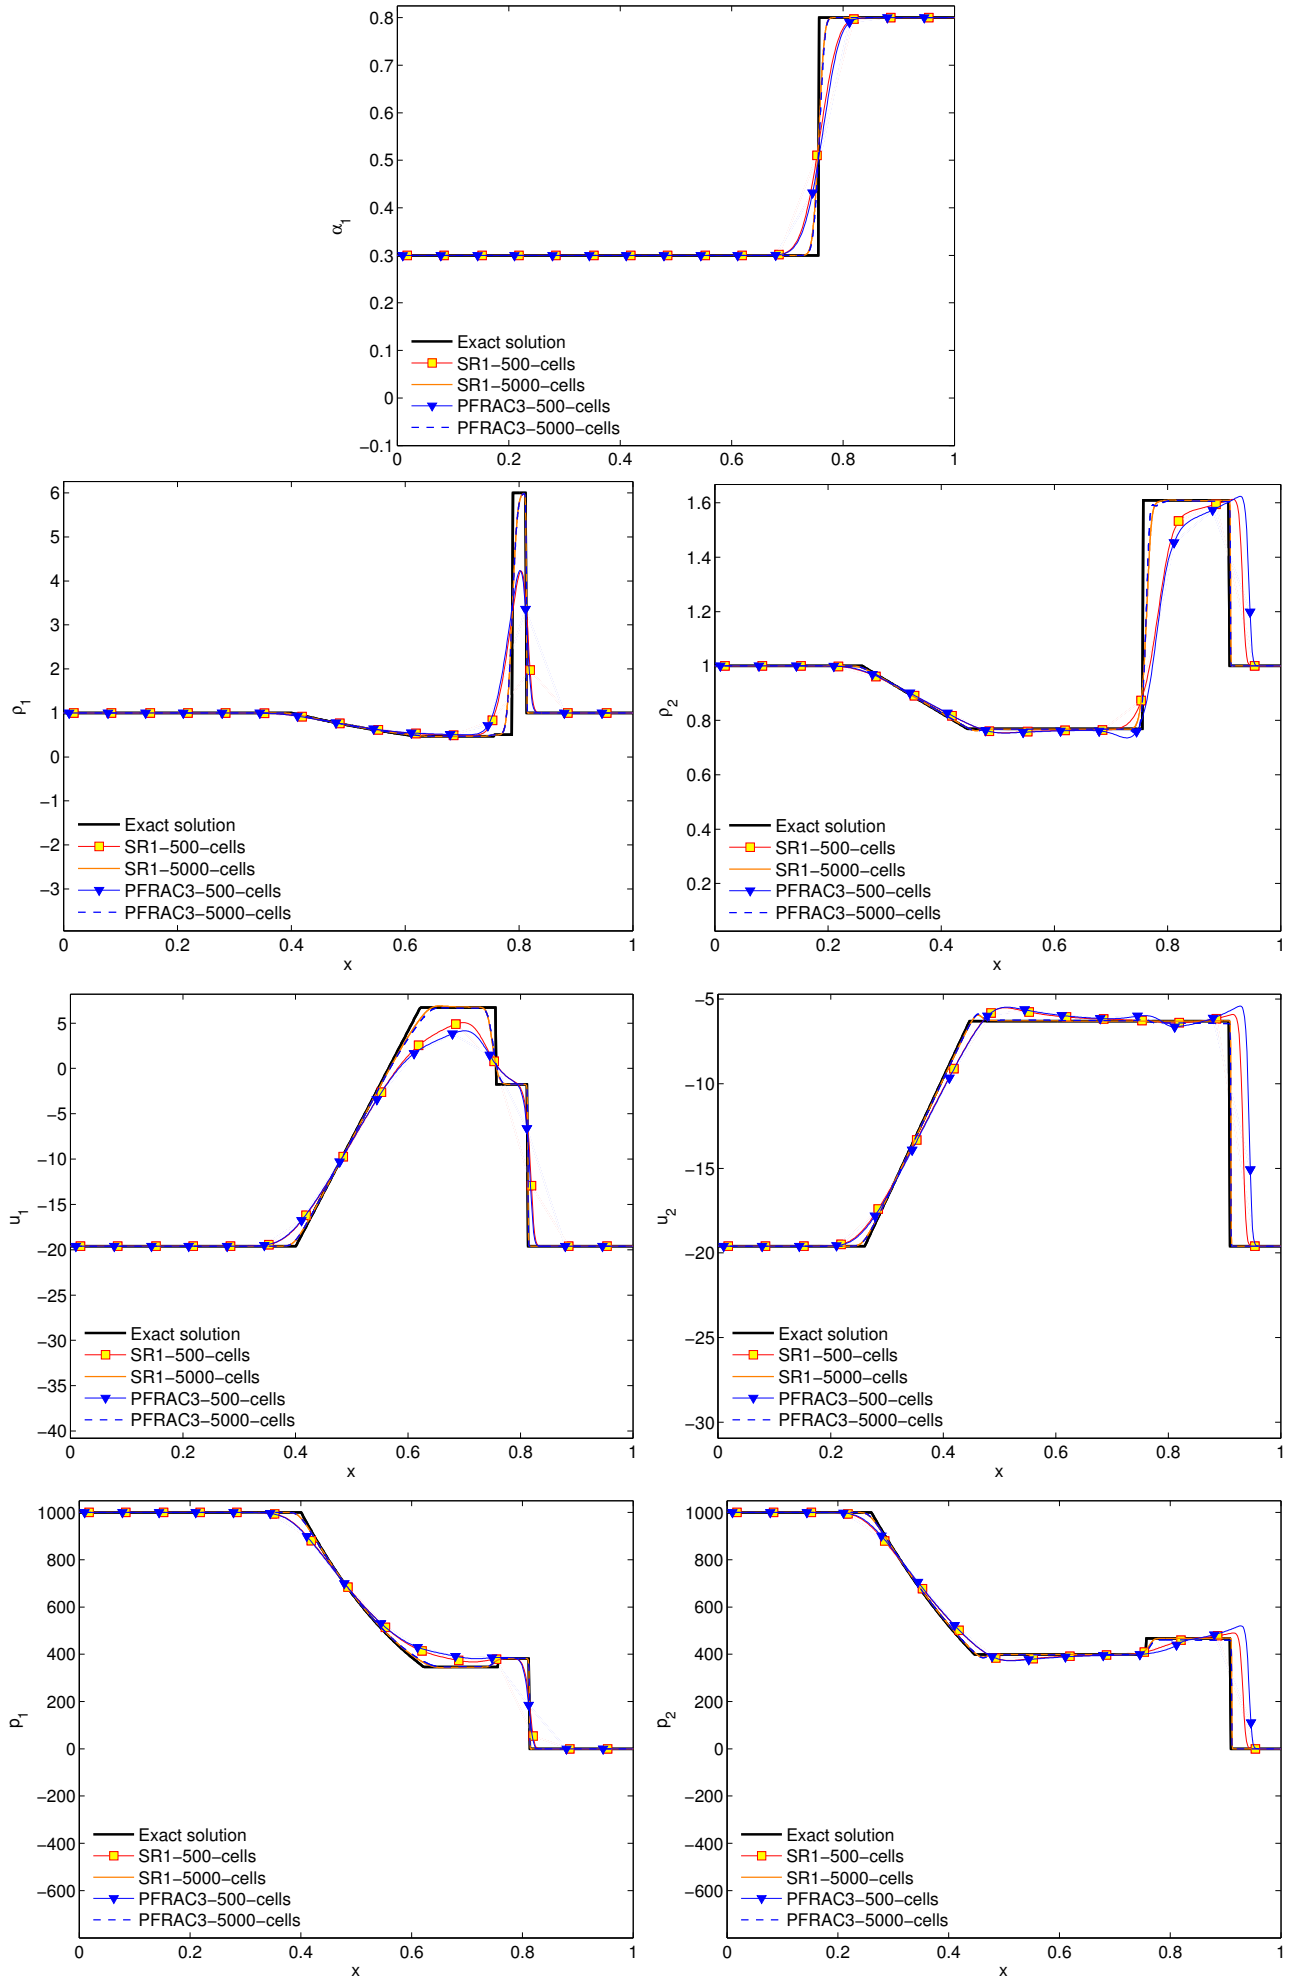 0.8
0.7
0.6
0.5
0.4
0.3
0.2
0.1
0
−0.1
α1
Exact solution
SR1−500−cells
SR1−5000−cells
PFRAC3−500−cells
PFRAC3−5000−cells
0 0.2 0.4 0.6 0.8 1
6
5
4
3
2
1
0
−1
−2
−3
ρ1
Exact solution
SR1−500−cells
SR1−5000−cells
PFRAC3−500−cells
PFRAC3−5000−cells
0 0.2 0.4 0.6 0.8 1
x
1.6
1.4
1.2
1
0.8
0.6
0.4
0.2
ρ2
Exact solution
SR1−500−cells
SR1−5000−cells
PFRAC3−500−cells
PFRAC3−5000−cells
0 0.2 0.4 0.6 0.8 1
x
5
0
−5
−10
−15
−20
−25
−30
−35
−40
u1
Exact solution
SR1−500−cells
SR1−5000−cells
PFRAC3−500−cells
PFRAC3−5000−cells
0 0.2 0.4 0.6 0.8 1
x
−5
−10
−15
−20
−25
−30
u2
Exact solution
SR1−500−cells
SR1−5000−cells
PFRAC3−500−cells
PFRAC3−5000−cells
0 0.2 0.4 0.6 0.8 1
x
1000
800
600
400
200
0
−200
−400
−600
p1
Exact solution
SR1−500−cells
SR1−5000−cells
PFRAC3−500−cells
PFRAC3−5000−cells
0 0.2 0.4 0.6 0.8 1
x
1000
800
600
400
200
0
−200
−400
−600
p2
Exact solution
SR1−500−cells
SR1−5000−cells
PFRAC3−500−cells
PFRAC3−5000−cells
0 0.2 0.4 0.6 0.8 1
x